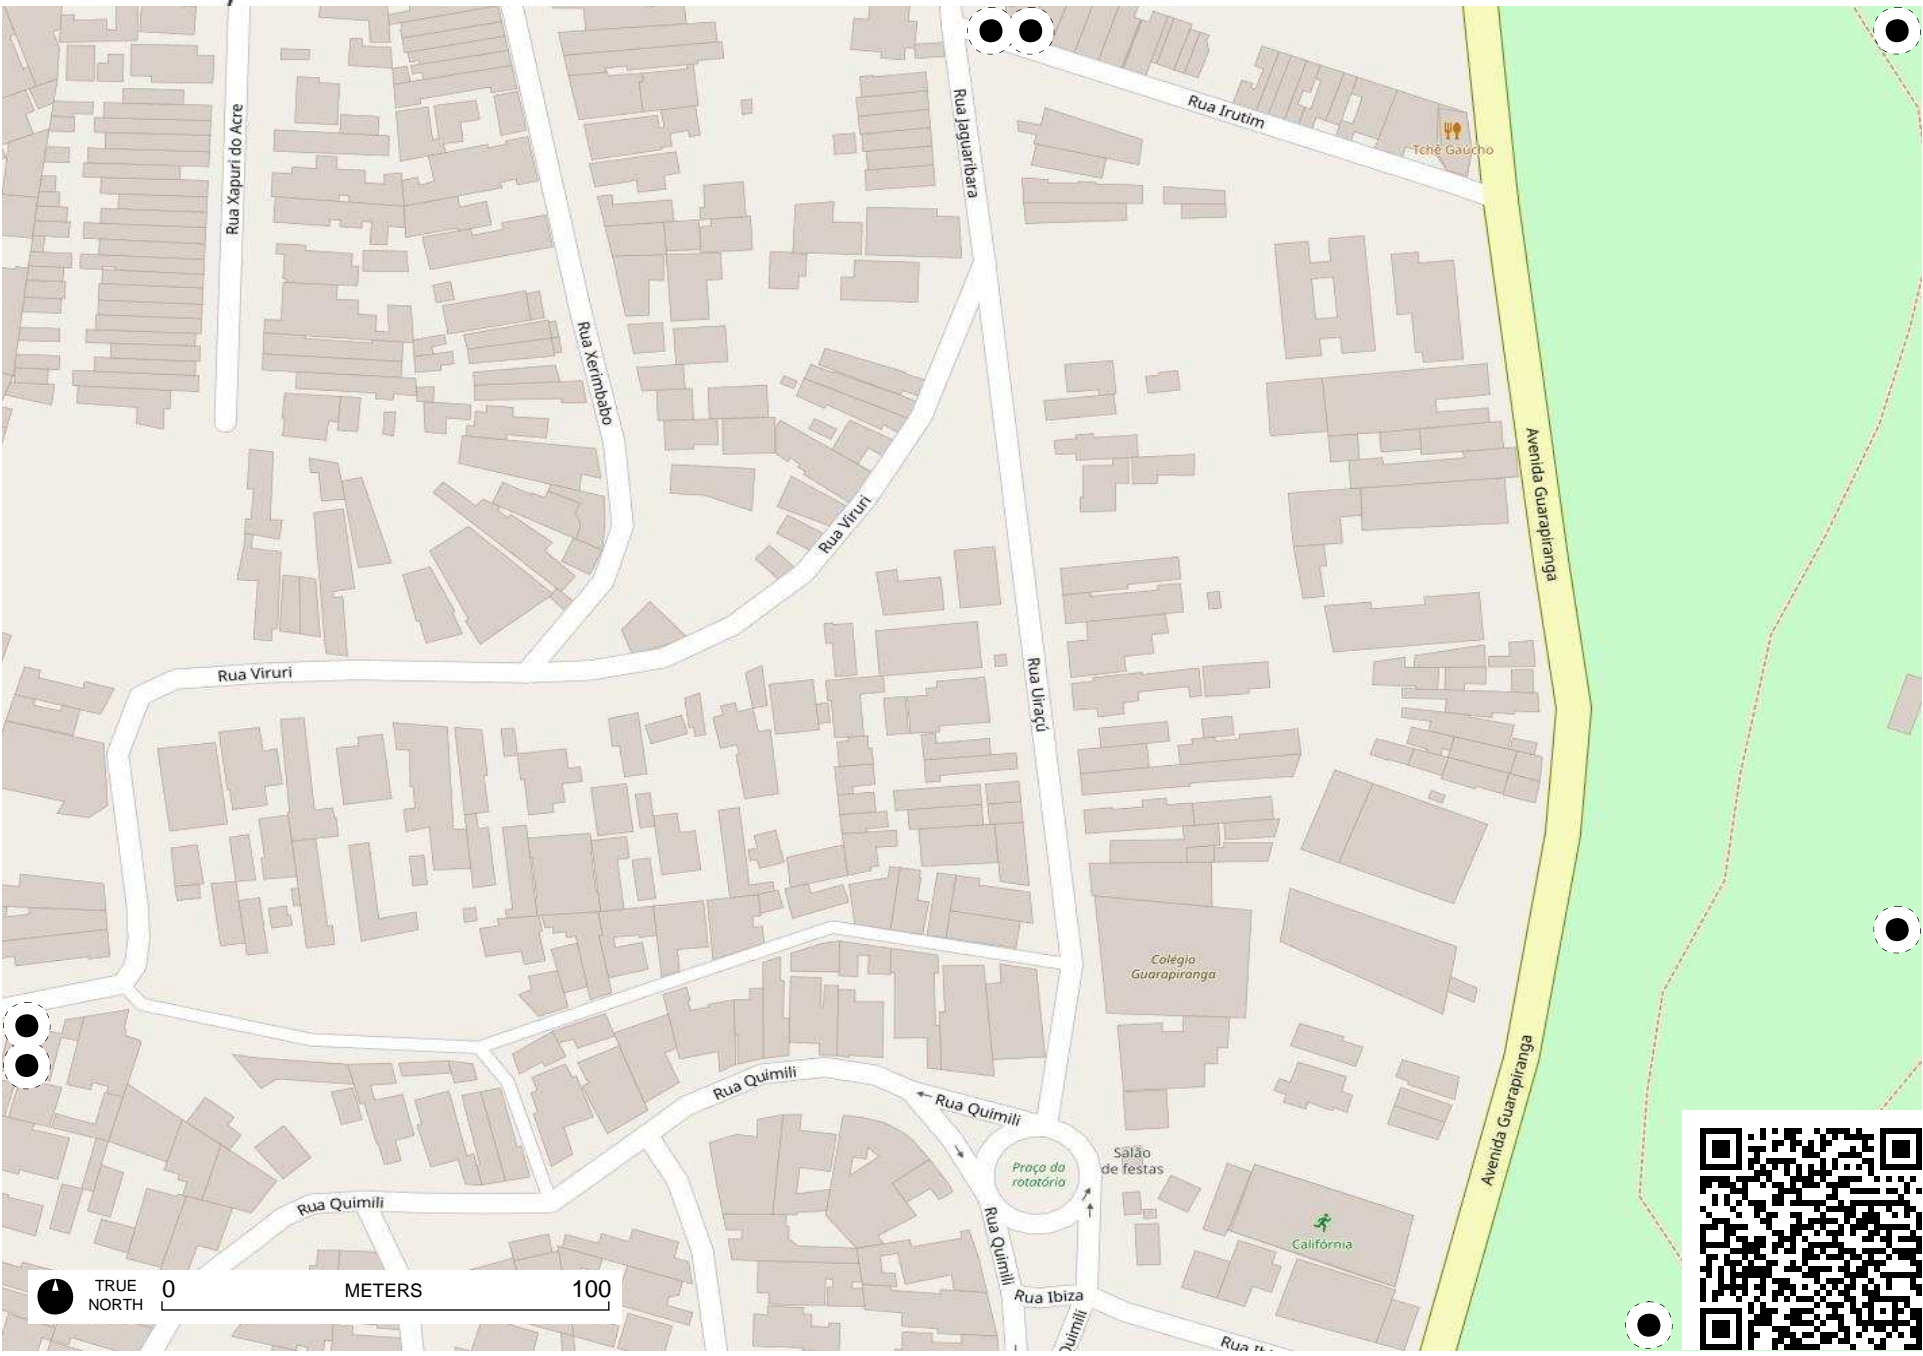 Rua Irutim
Tchê Gaúcho
Rua Xapuri do Acre
Rua Jaguaribara
Rua Xerimbabo
Avenida Guarapiranga
Rua Viruri
Rua Viruri
Rua Uiraçú
Colégio
Guarapiranga
Rua Quimili
Rua Quimili
Avenida Guarapiranga
Salão
de festas
Praça da
rotatória
Rua Quimili
Rua Quimili
Califórnia
TRUE
NORTH
0 METERS 100
Rua Ibiza